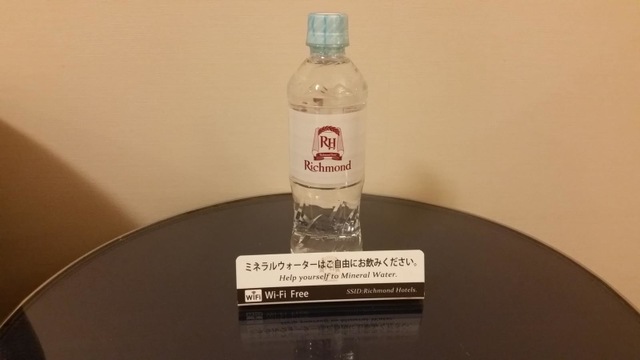 RH
Richmond
ミネラルウォーターはご自由にお飲みください。
Help yourself to Mineral Water.
WiFi Wi-Fi Free SSID:Richmond Hotels.